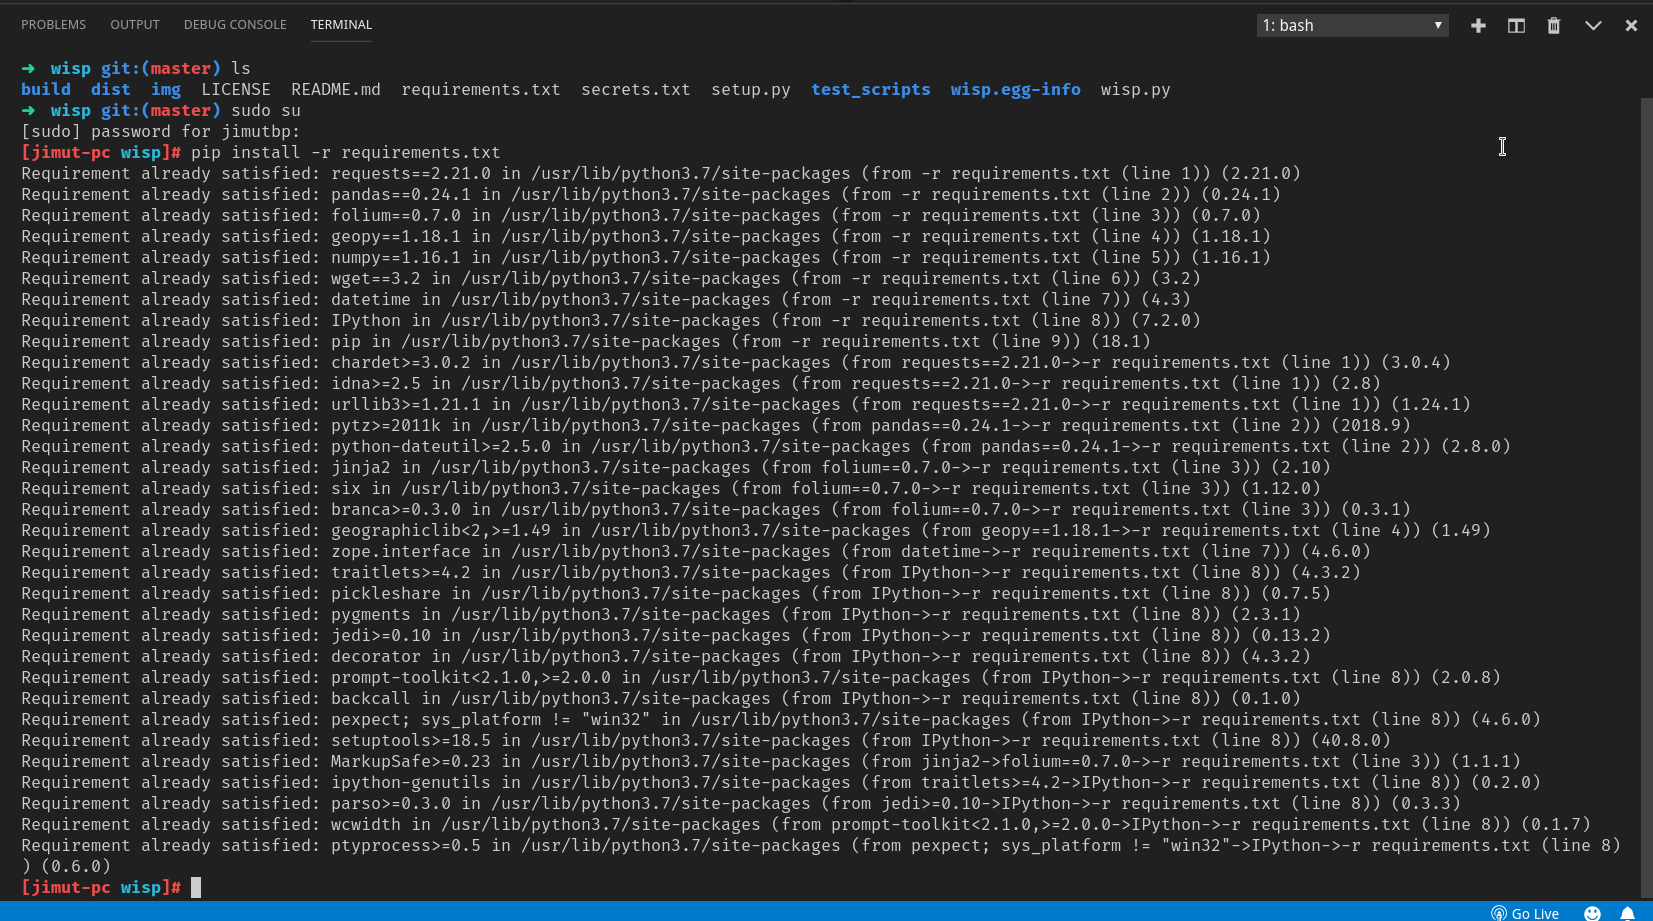 PROBLEMS OUTPUT DEBUG CONSOLE TERMINAL 1: bash
➜ wisp git:(master) ls
build dist img LICENSE README.md requirements.txt secrets.txt setup.py test_scripts wisp.egg-info wisp.py
➜ wisp git:(master) sudo su
[sudo] password for jimutbp:
[jimut-pc wisp]# pip install -r requirements.txt
Requirement already satisfied: requests==2.21.0 in /usr/lib/python3.7/site-packages (from -r requirements.txt (line 1)) (2.21.0)
Requirement already satisfied: pandas==0.24.1 in /usr/lib/python3.7/site-packages (from -r requirements.txt (line 2)) (0.24.1)
Requirement already satisfied: folium==0.7.0 in /usr/lib/python3.7/site-packages (from -r requirements.txt (line 3)) (0.7.0)
Requirement already satisfied: geopy==1.18.1 in /usr/lib/python3.7/site-packages (from -r requirements.txt (line 4)) (1.18.1)
Requirement already satisfied: numpy==1.16.1 in /usr/lib/python3.7/site-packages (from -r requirements.txt (line 5)) (1.16.1)
Requirement already satisfied: wget==3.2 in /usr/lib/python3.7/site-packages (from -r requirements.txt (line 6)) (3.2)
Requirement already satisfied: datetime in /usr/lib/python3.7/site-packages (from -r requirements.txt (line 7)) (4.3)
Requirement already satisfied: IPython in /usr/lib/python3.7/site-packages (from -r requirements.txt (line 8)) (7.2.0)
Requirement already satisfied: pip in /usr/lib/python3.7/site-packages (from -r requirements.txt (line 9)) (18.1)
Requirement already satisfied: chardet>=3.0.2 in /usr/lib/python3.7/site-packages (from requests==2.21.0->-r requirements.txt (line 1)) (3.0.4)
Requirement already satisfied: idna>=2.5 in /usr/lib/python3.7/site-packages (from requests==2.21.0->-r requirements.txt (line 1)) (2.8)
Requirement already satisfied: urllib3>=1.21.1 in /usr/lib/python3.7/site-packages (from requests==2.21.0->-r requirements.txt (line 1)) (1.24.1)
Requirement already satisfied: pytz>=2011k in /usr/lib/python3.7/site-packages (from pandas==0.24.1->-r requirements.txt (line 2)) (2018.9)
Requirement already satisfied: python-dateutil>=2.5.0 in /usr/lib/python3.7/site-packages (from pandas==0.24.1->-r requirements.txt (line 2)) (2.8.0)
Requirement already satisfied: jinja2 in /usr/lib/python3.7/site-packages (from folium==0.7.0->-r requirements.txt (line 3)) (2.10)
Requirement already satisfied: six in /usr/lib/python3.7/site-packages (from folium==0.7.0->-r requirements.txt (line 3)) (1.12.0)
Requirement already satisfied: branca>=0.3.0 in /usr/lib/python3.7/site-packages (from folium==0.7.0->-r requirements.txt (line 3)) (0.3.1)
Requirement already satisfied: geographiclib<2,>=1.49 in /usr/lib/python3.7/site-packages (from geopy==1.18.1->-r requirements.txt (line 4)) (1.49)
Requirement already satisfied: zope.interface in /usr/lib/python3.7/site-packages (from datetime->-r requirements.txt (line 7)) (4.6.0)
Requirement already satisfied: traitlets>=4.2 in /usr/lib/python3.7/site-packages (from IPython->-r requirements.txt (line 8)) (4.3.2)
Requirement already satisfied: pickleshare in /usr/lib/python3.7/site-packages (from IPython->-r requirements.txt (line 8)) (0.7.5)
Requirement already satisfied: pygments in /usr/lib/python3.7/site-packages (from IPython->-r requirements.txt (line 8)) (2.3.1)
Requirement already satisfied: jedi>=0.10 in /usr/lib/python3.7/site-packages (from IPython->-r requirements.txt (line 8)) (0.13.2)
Requirement already satisfied: decorator in /usr/lib/python3.7/site-packages (from IPython->-r requirements.txt (line 8)) (4.3.2)
Requirement already satisfied: prompt-toolkit<2.1.0,>=2.0.0 in /usr/lib/python3.7/site-packages (from IPython->-r requirements.txt (line 8)) (2.0.8)
Requirement already satisfied: backcall in /usr/lib/python3.7/site-packages (from IPython->-r requirements.txt (line 8)) (0.1.0)
Requirement already satisfied: pexpect; sys_platform != "win32" in /usr/lib/python3.7/site-packages (from IPython->-r requirements.txt (line 8)) (4.6.0)
Requirement already satisfied: setuptools>=18.5 in /usr/lib/python3.7/site-packages (from IPython->-r requirements.txt (line 8)) (40.8.0)
Requirement already satisfied: MarkupSafe>=0.23 in /usr/lib/python3.7/site-packages (from jinja2->folium==0.7.0->-r requirements.txt (line 3)) (1.1.1)
Requirement already satisfied: ipython-genutils in /usr/lib/python3.7/site-packages (from traitlets>=4.2->IPython->-r requirements.txt (line 8)) (0.2.0)
Requirement already satisfied: parso>=0.3.0 in /usr/lib/python3.7/site-packages (from jedi>=0.10->IPython->-r requirements.txt (line 8)) (0.3.3)
Requirement already satisfied: wcwidth in /usr/lib/python3.7/site-packages (from prompt-toolkit<2.1.0,>=2.0.0->IPython->-r requirements.txt (line 8)) (0.1.7)
Requirement already satisfied: ptyprocess>=0.5 in /usr/lib/python3.7/site-packages (from pexpect; sys_platform != "win32"->IPython->-r requirements.txt (line 8)
) (0.6.0)
[jimut-pc wisp]#
Go Live